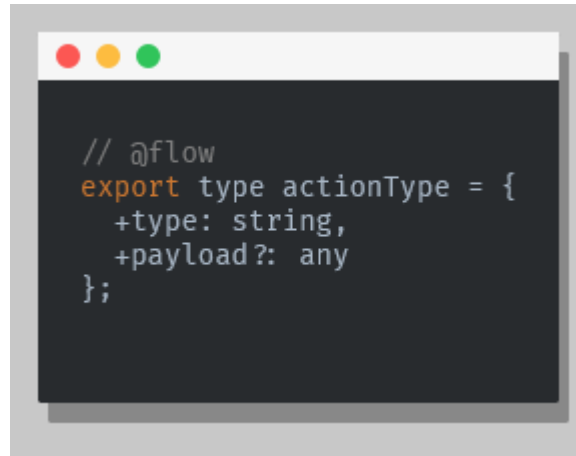 // @flow
export type actionType = {
  +type: string,
  +payload?: any
};